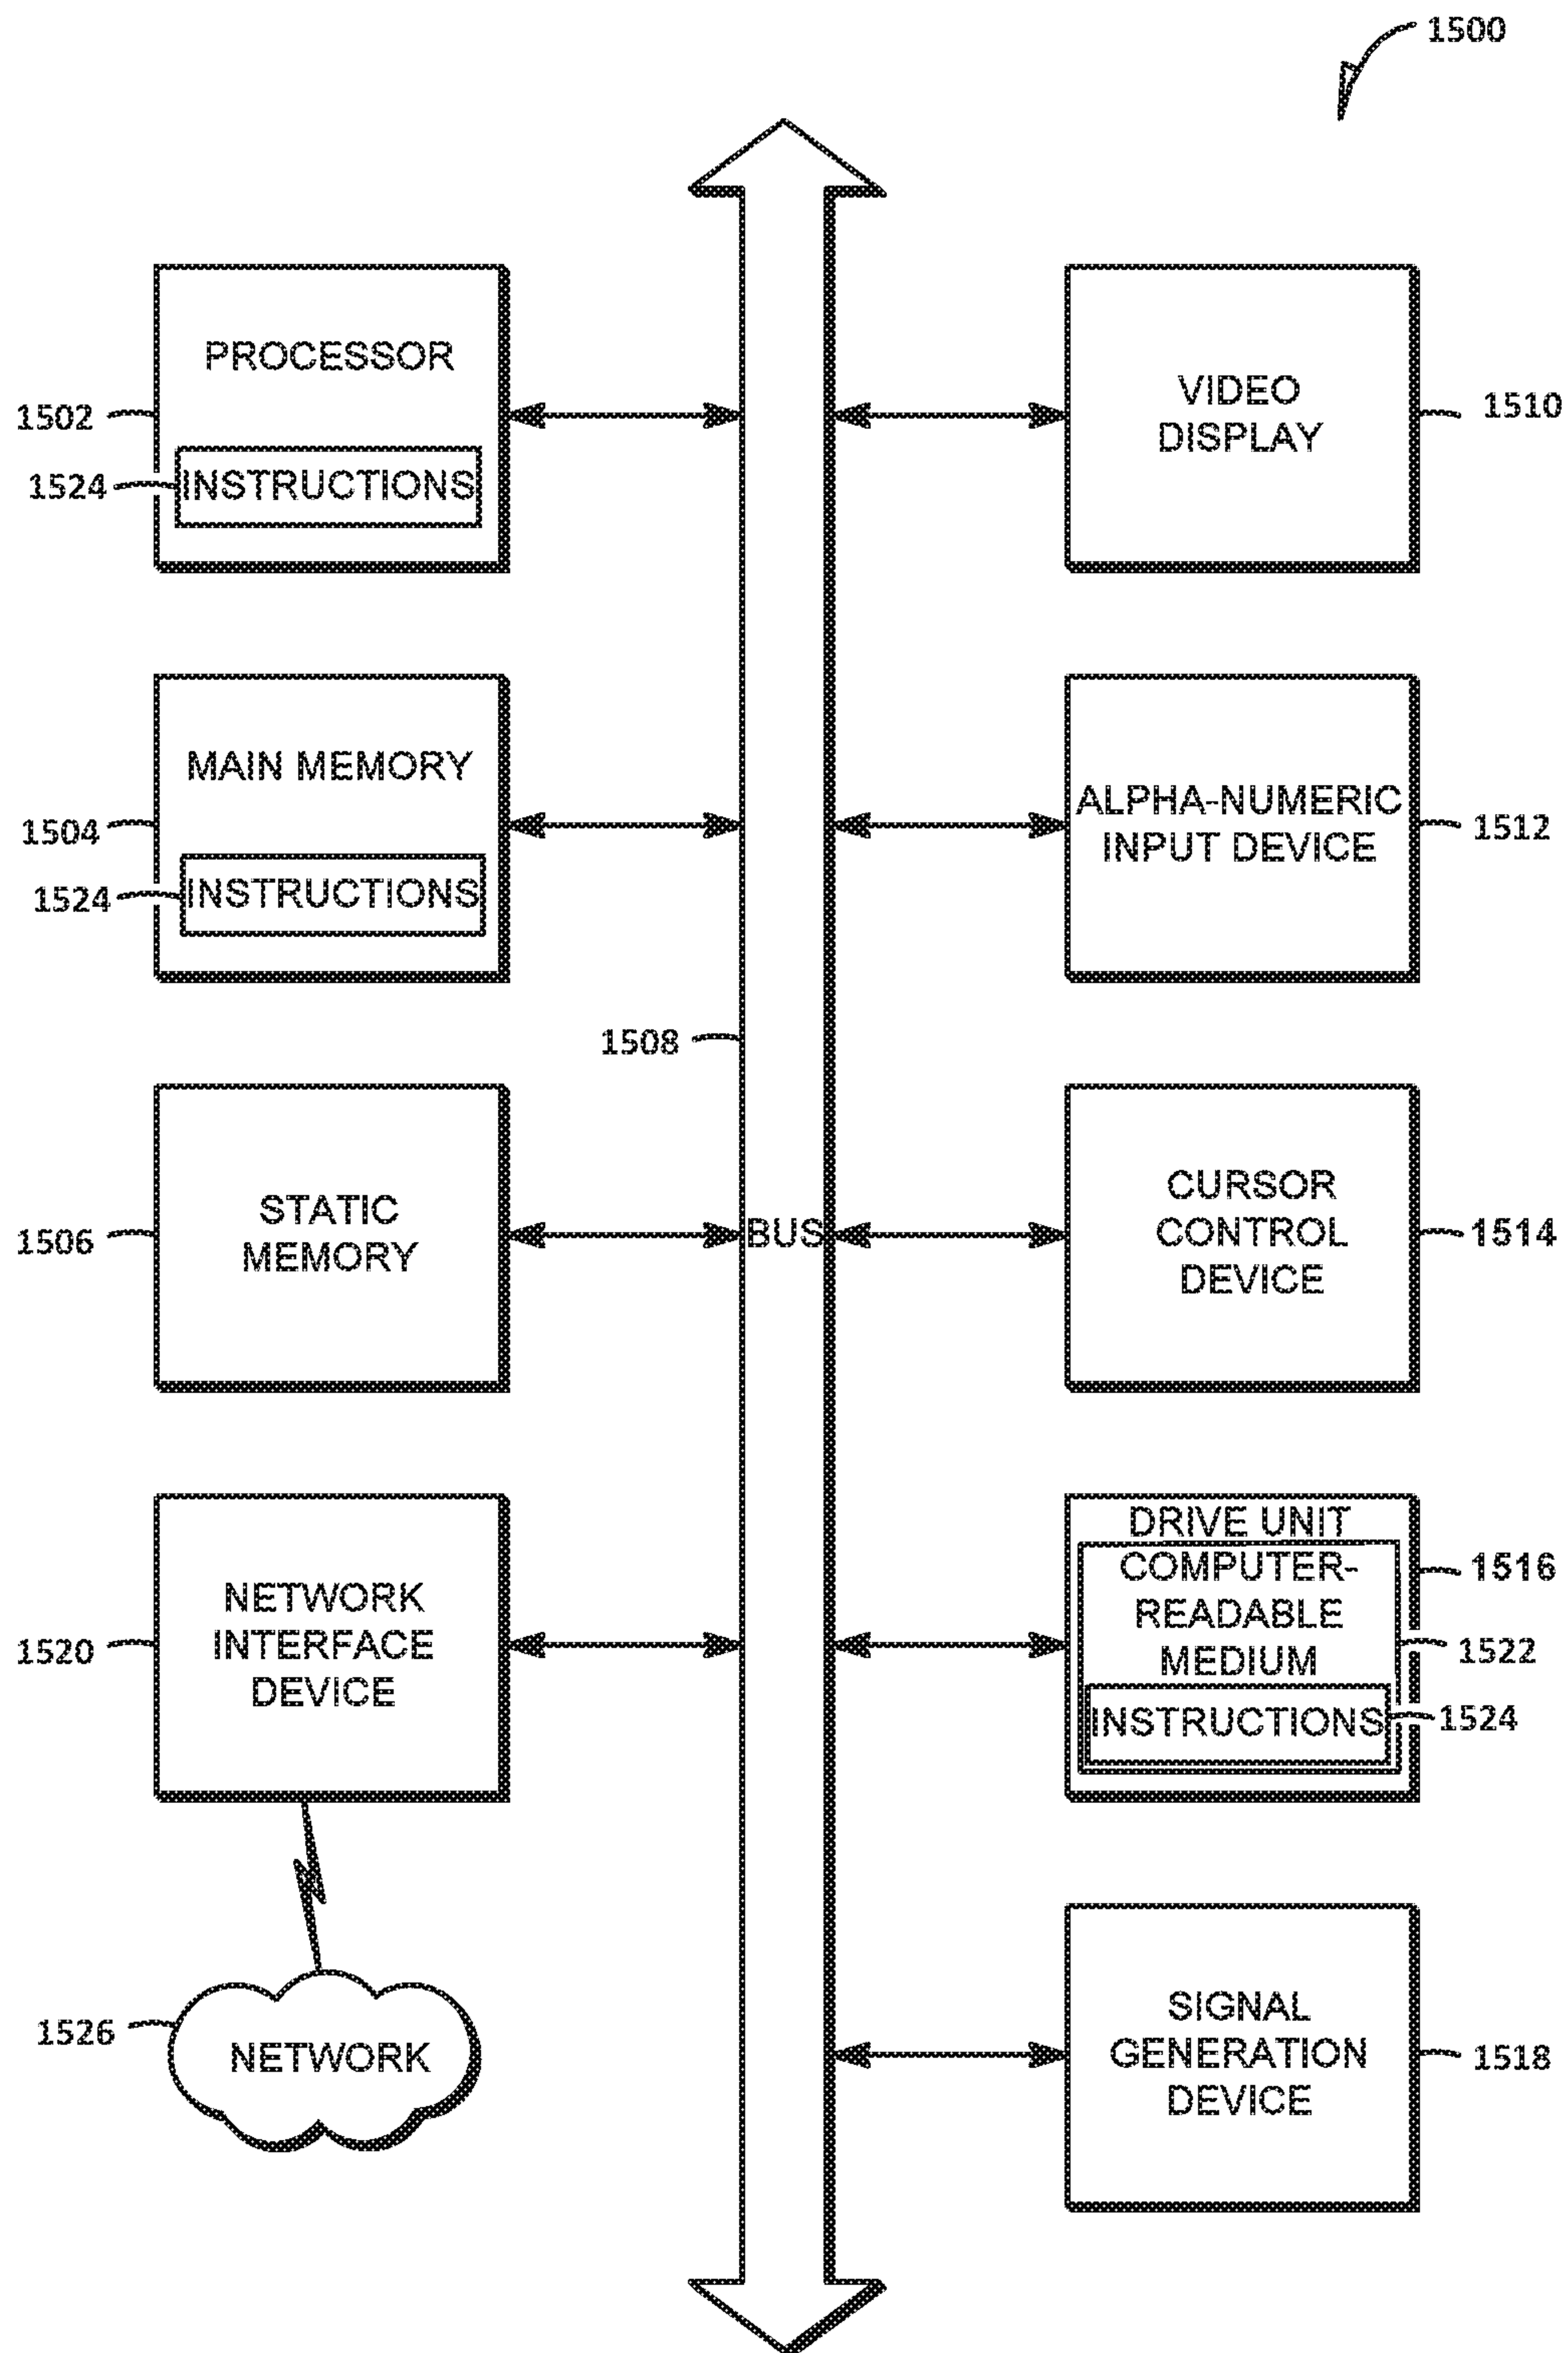 1500
PROCESSOR
1502
1524
INSTRUCTIONS
VIDEO
DISPLAY
1510
MAIN MEMORY
1504
1524
INSTRUCTIONS
ALPHA-NUMERIC
INPUT DEVICE
1512
1508
STATIC
MEMORY
1506
BUS
CURSOR
CONTROL
DEVICE
1514
NETWORK
INTERFACE
DEVICE
1520
DRIVE UNIT
COMPUTER-
READABLE
MEDIUM
INSTRUCTIONS
1516
1522
1524
1526
NETWORK
SIGNAL
GENERATION
DEVICE
1518